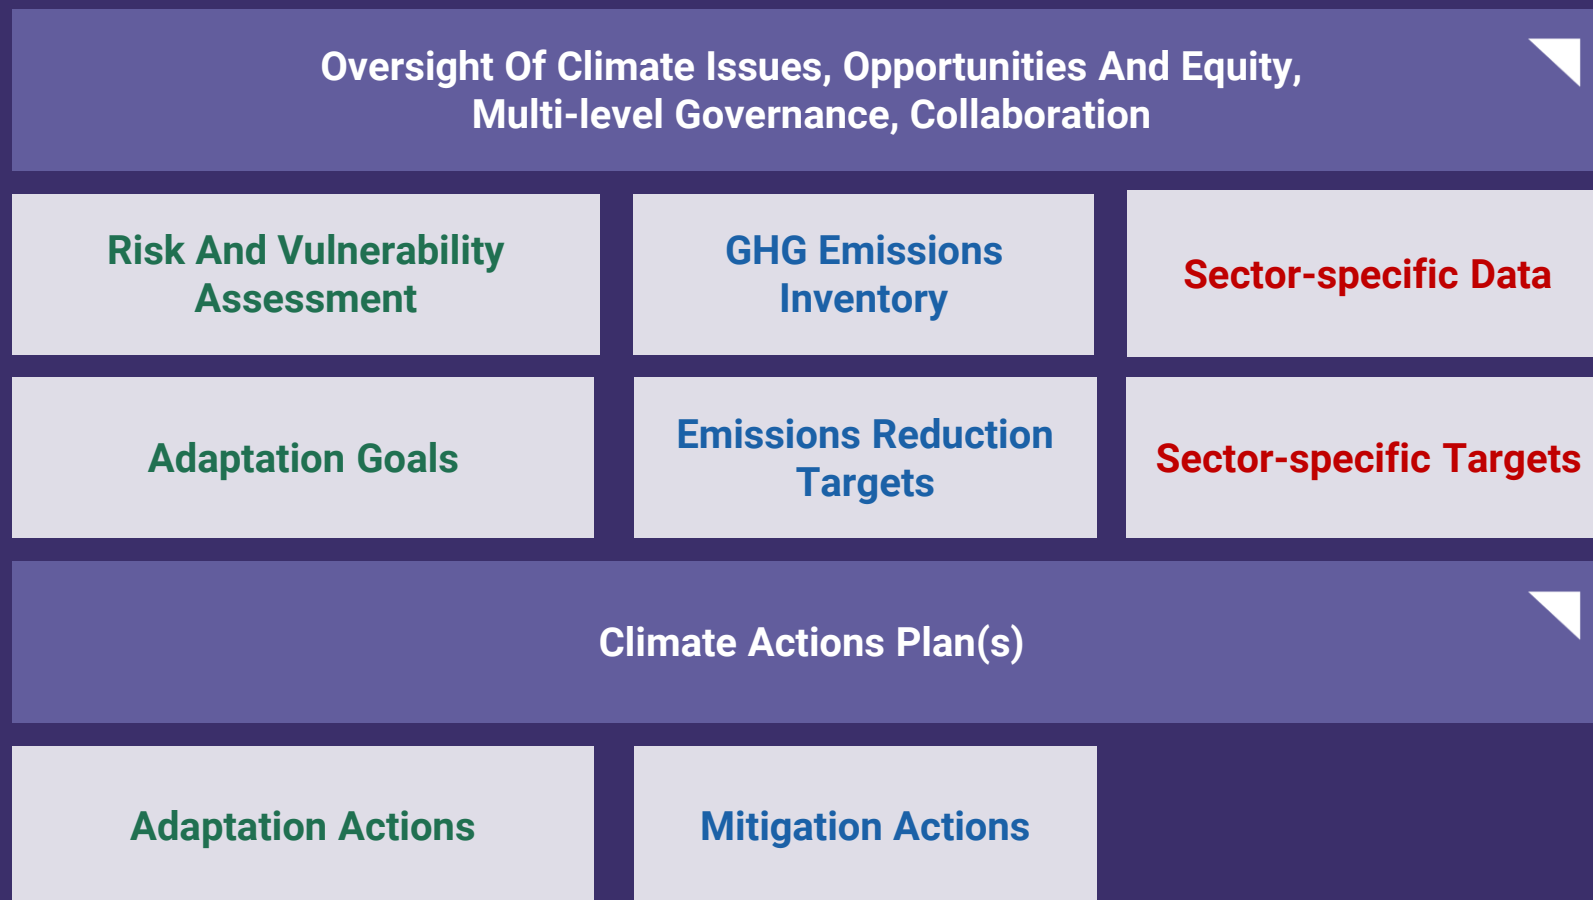 Oversight Of Climate Issues, Opportunities And Equity,
Multi-level Governance, Collaboration
Risk And Vulnerability
Assessment
GHG Emissions
Inventory
Sector-specific Data
Adaptation Goals
Emissions Reduction
Targets
Sector-specific Targets
Climate Actions Plan(s)
Adaptation Actions
Mitigation Actions